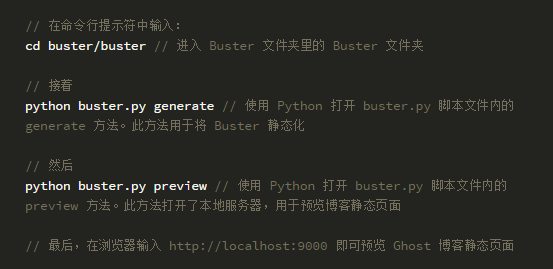 // 在命令行提示符中输入:
cd buster/buster // 进入 Buster 文件夹里的 Buster 文件夹
// 接着
python buster.py generate // 使用 Python 打开 buster.py 脚本文件内的
generate 方法。此方法用于将 Buster 静态化
// 然后
python buster.py preview // 使用 Python 打开 buster.py 脚本文件内的
preview 方法。此方法打开了本地服务器，用于预览博客静态页面
// 最后，在浏览器输入 http://localhost:9000 即可预览 Ghost 博客静态页面